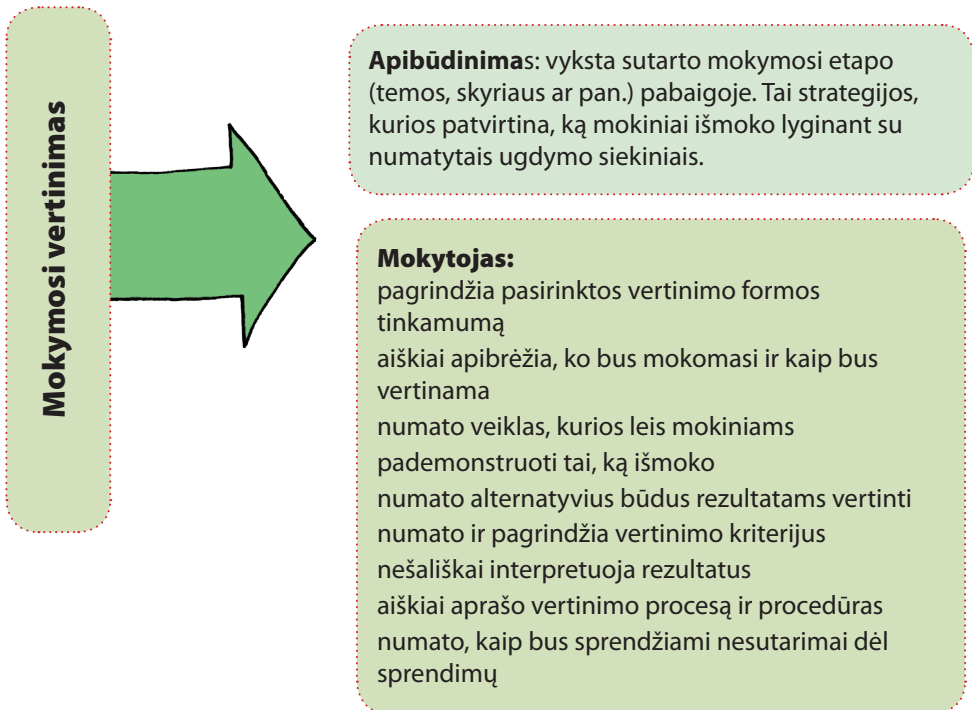 Mokymosi vertinimas
Apibūdinimas: vyksta sutarto mokymosi etapo
(temos, skyriaus ar pan.) pabaigoje. Tai strategijos,
kurios patvirtina, ką mokiniai išmoko lyginant su
numatytais ugdymo siekiniais.
Mokytojas:
pagrindžia pasirinktos vertinimo formos
tinkamumą
aiškiai apibrėžia, ko bus mokomasi ir kaip bus
vertinama
numato veiklas, kurios leis mokiniams
pademonstruoti tai, ką išmoko
numato alternatyvius būdus rezultatams vertinti
numato ir pagrindžia vertinimo kriterijus
nešališkai interpretuoja rezultatus
aiškiai aprašo vertinimo procesą ir procedūras
numato, kaip bus sprendžiami nesutarimai dėl
sprendimų